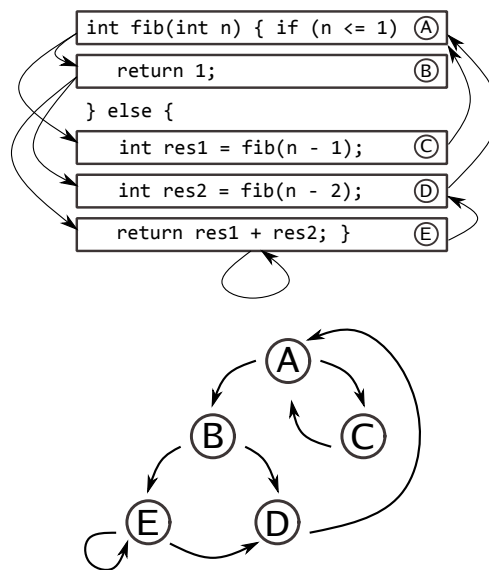 int fib(int n) { if (n <= 1) A
return 1; B
} else {
int res1 = fib(n - 1); C
int res2 = fib(n - 2); D
return res1 + res2; } E
A
B C
E D